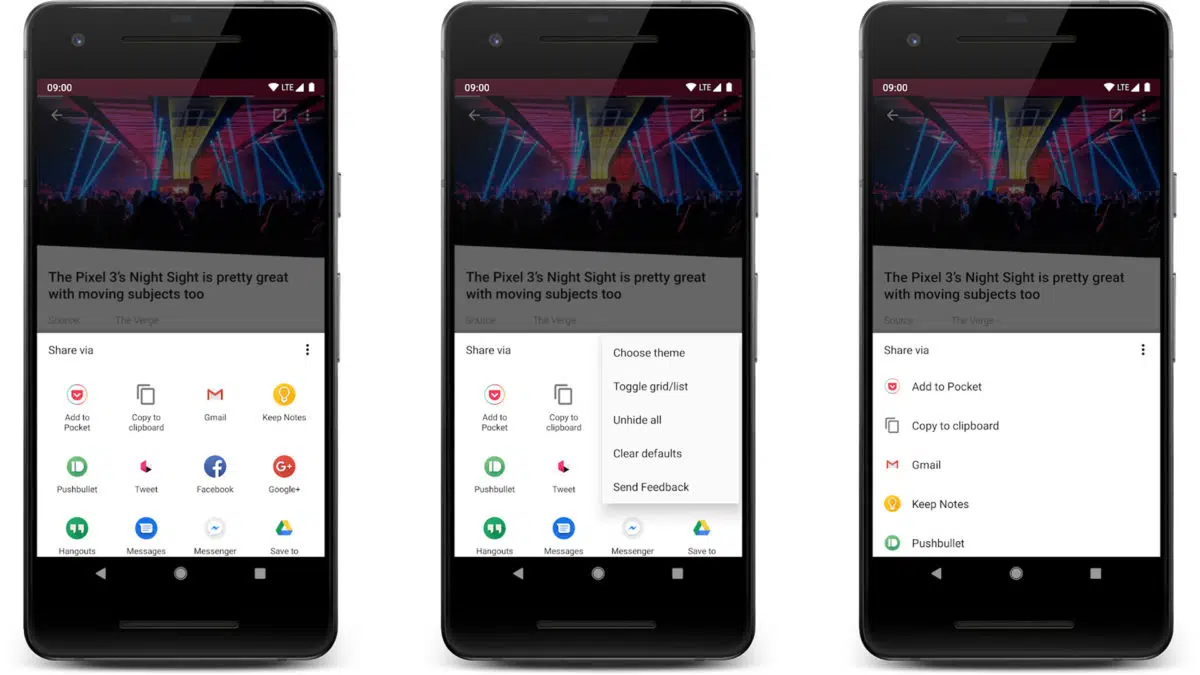 09:00
LTE
The Pixel 3's Night Sight is pretty great
with moving subjects too
Source
The Verge
Share via
Add to
Pocket
Copy to
clipboard
Gmail
Keep Notes
Pushbullet
Tweet
Facebook
Google+
Hangouts
Messages
Messenger
Save to
09:00
LTE
The Pixel 3's Night Sight is pretty great
with moving subjects too
Source
The Verge
Share via
Choose theme
Toggle grid/list
Unhide all
Clear defaults
Send Feedback
Add to
Pocket
Copy to
clipboard
Pushbullet
Tweet
Hangouts
Messages
Messenger
Save to
09:00
LTE
The Pixel 3's Night Sight is pretty great
with moving subjects too
Source
The Verge
Share via
Add to Pocket
Copy to clipboard
Gmail
Keep Notes
Pushbullet